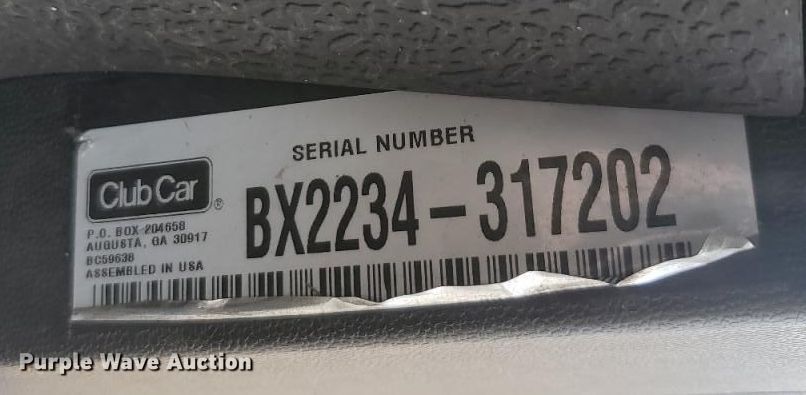 SERIAL NUMBER
Club Car®
BX2234-317202
P.O. BOX 204658
AUGUSTA, GA 30917
BC59638
ASSEMBLED IN USA
Purple Wave Auction